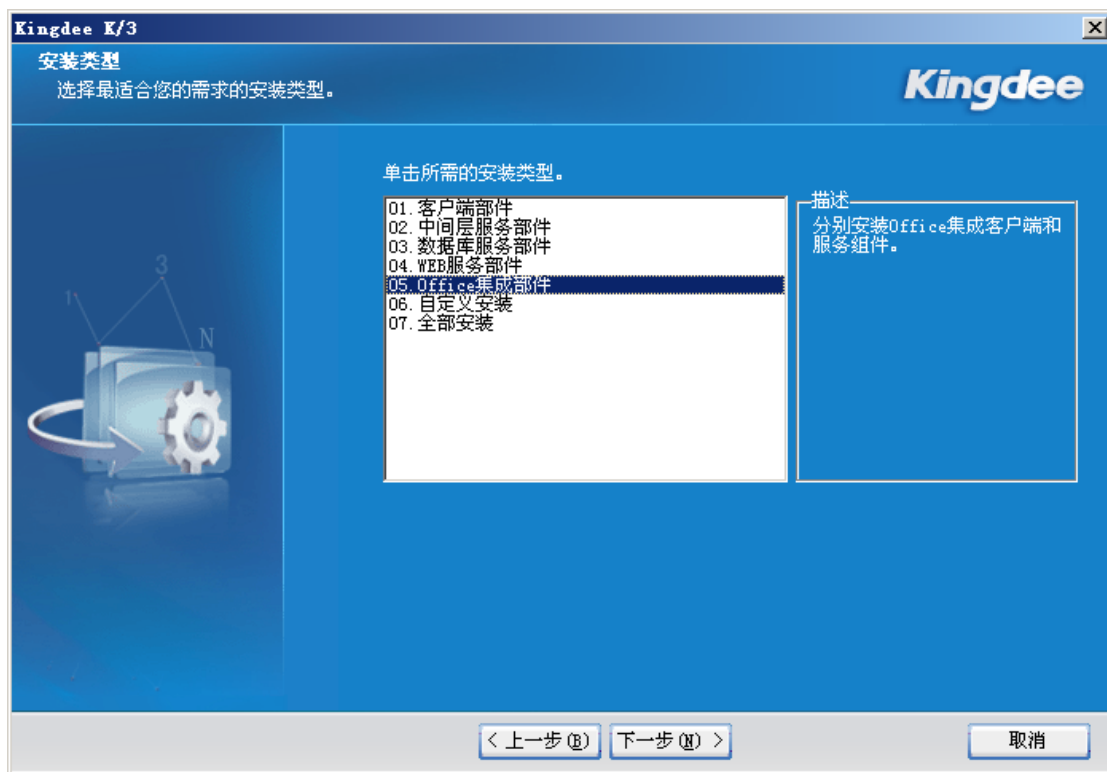 Kingdee K/3
安装类型
选择最适合您的需求的安装类型。
Kingdee
单击所需的安装类型。
01. 客户端部件
02. 中间层服务部件
03. 数据库服务部件
04. WEB服务部件
05. Office集成部件
06. 自定义安装
07. 全部安装
描述
分别安装Office集成客户端和
服务组件。
3
1
N
< 上一步(B)
下一步(N) >
取消